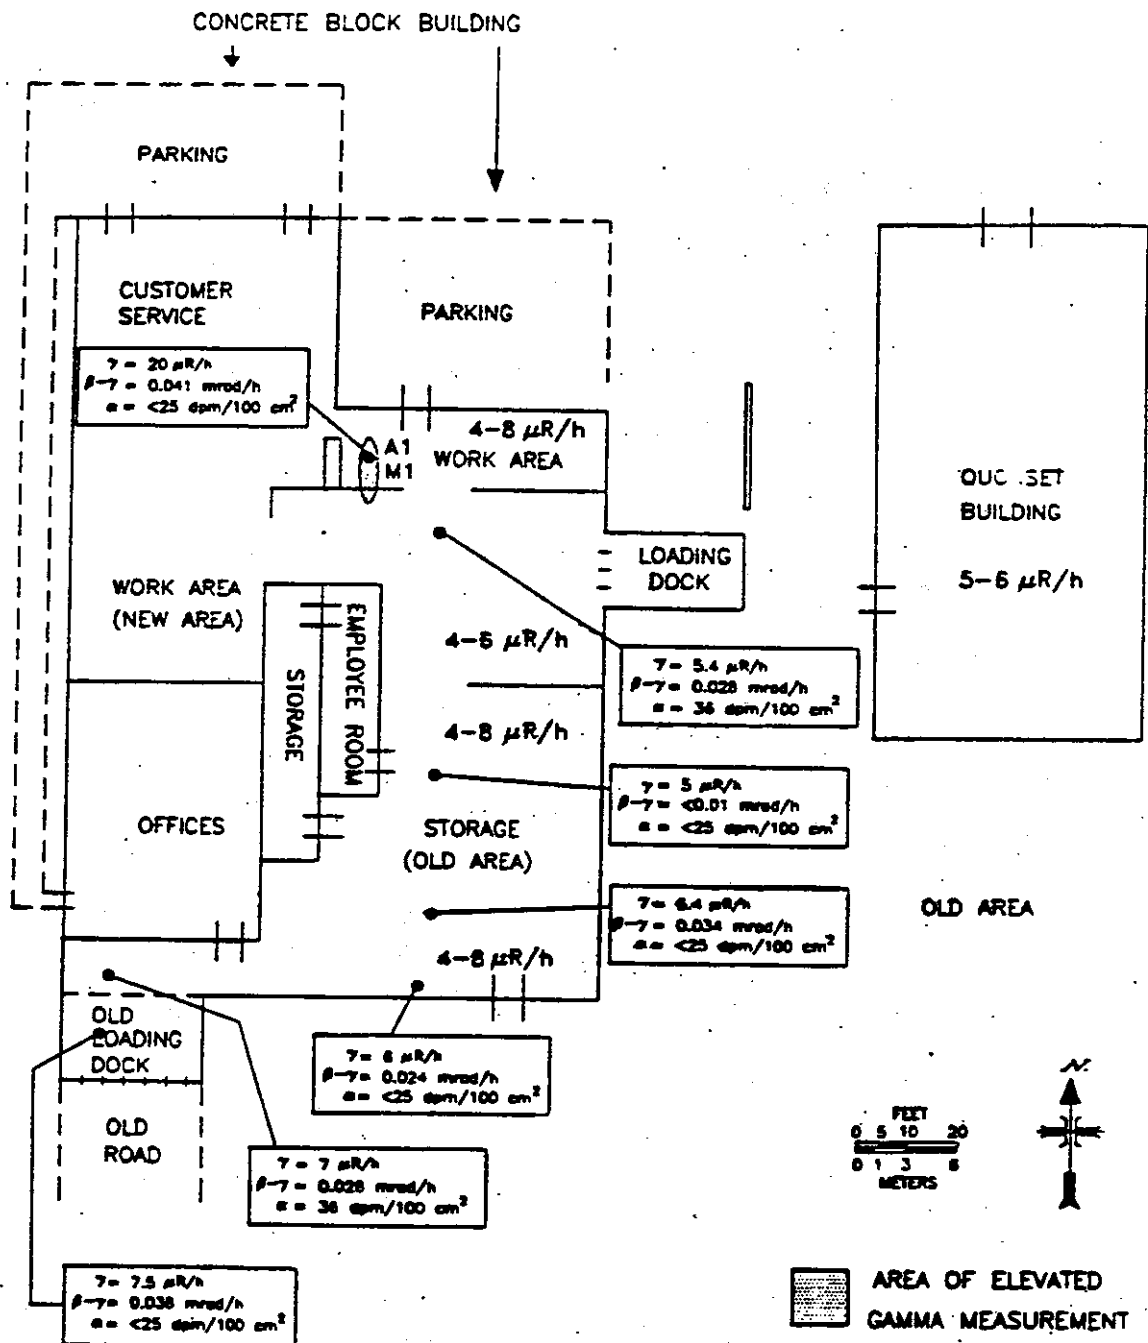 CONCRETE BLOCK BUILDING
PARKING
CUSTOMER
SERVICE
PARKING
γ = 20 μR/h
β-γ = 0.041 mrad/h
α = <25 dpm/100 cm²
A1
M1
4-8 μR/h
WORK AREA
QUO SET
BUILDING
5-6 μR/h
LOADING
DOCK
WORK AREA
(NEW AREA)
STORAGE
EMPLOYEE ROOM
4-6 μR/h
γ = 5.4 μR/h
β-γ = 0.028 mrad/h
α = 36 dpm/100 cm²
4-8 μR/h
γ = 5 μR/h
β-γ = <0.01 mrad/h
α = <25 dpm/100 cm²
OFFICES
STORAGE
(OLD AREA)
γ = 6.4 μR/h
β-γ = 0.034 mrad/h
α = <25 dpm/100 cm²
OLD AREA
4-8 μR/h
OLD
LOADING
DOCK
γ = 6 μR/h
β-γ = 0.024 mrad/h
α = <25 dpm/100 cm²
OLD
ROAD
γ = 7 μR/h
β-γ = 0.028 mrad/h
α = 36 dpm/100 cm²
FEET
0 5 10 20
0 1 3 6
METERS
N
γ = 7.5 μR/h
β-γ = 0.038 mrad/h
α = <25 dpm/100 cm²
AREA OF ELEVATED
GAMMA MEASUREMENT